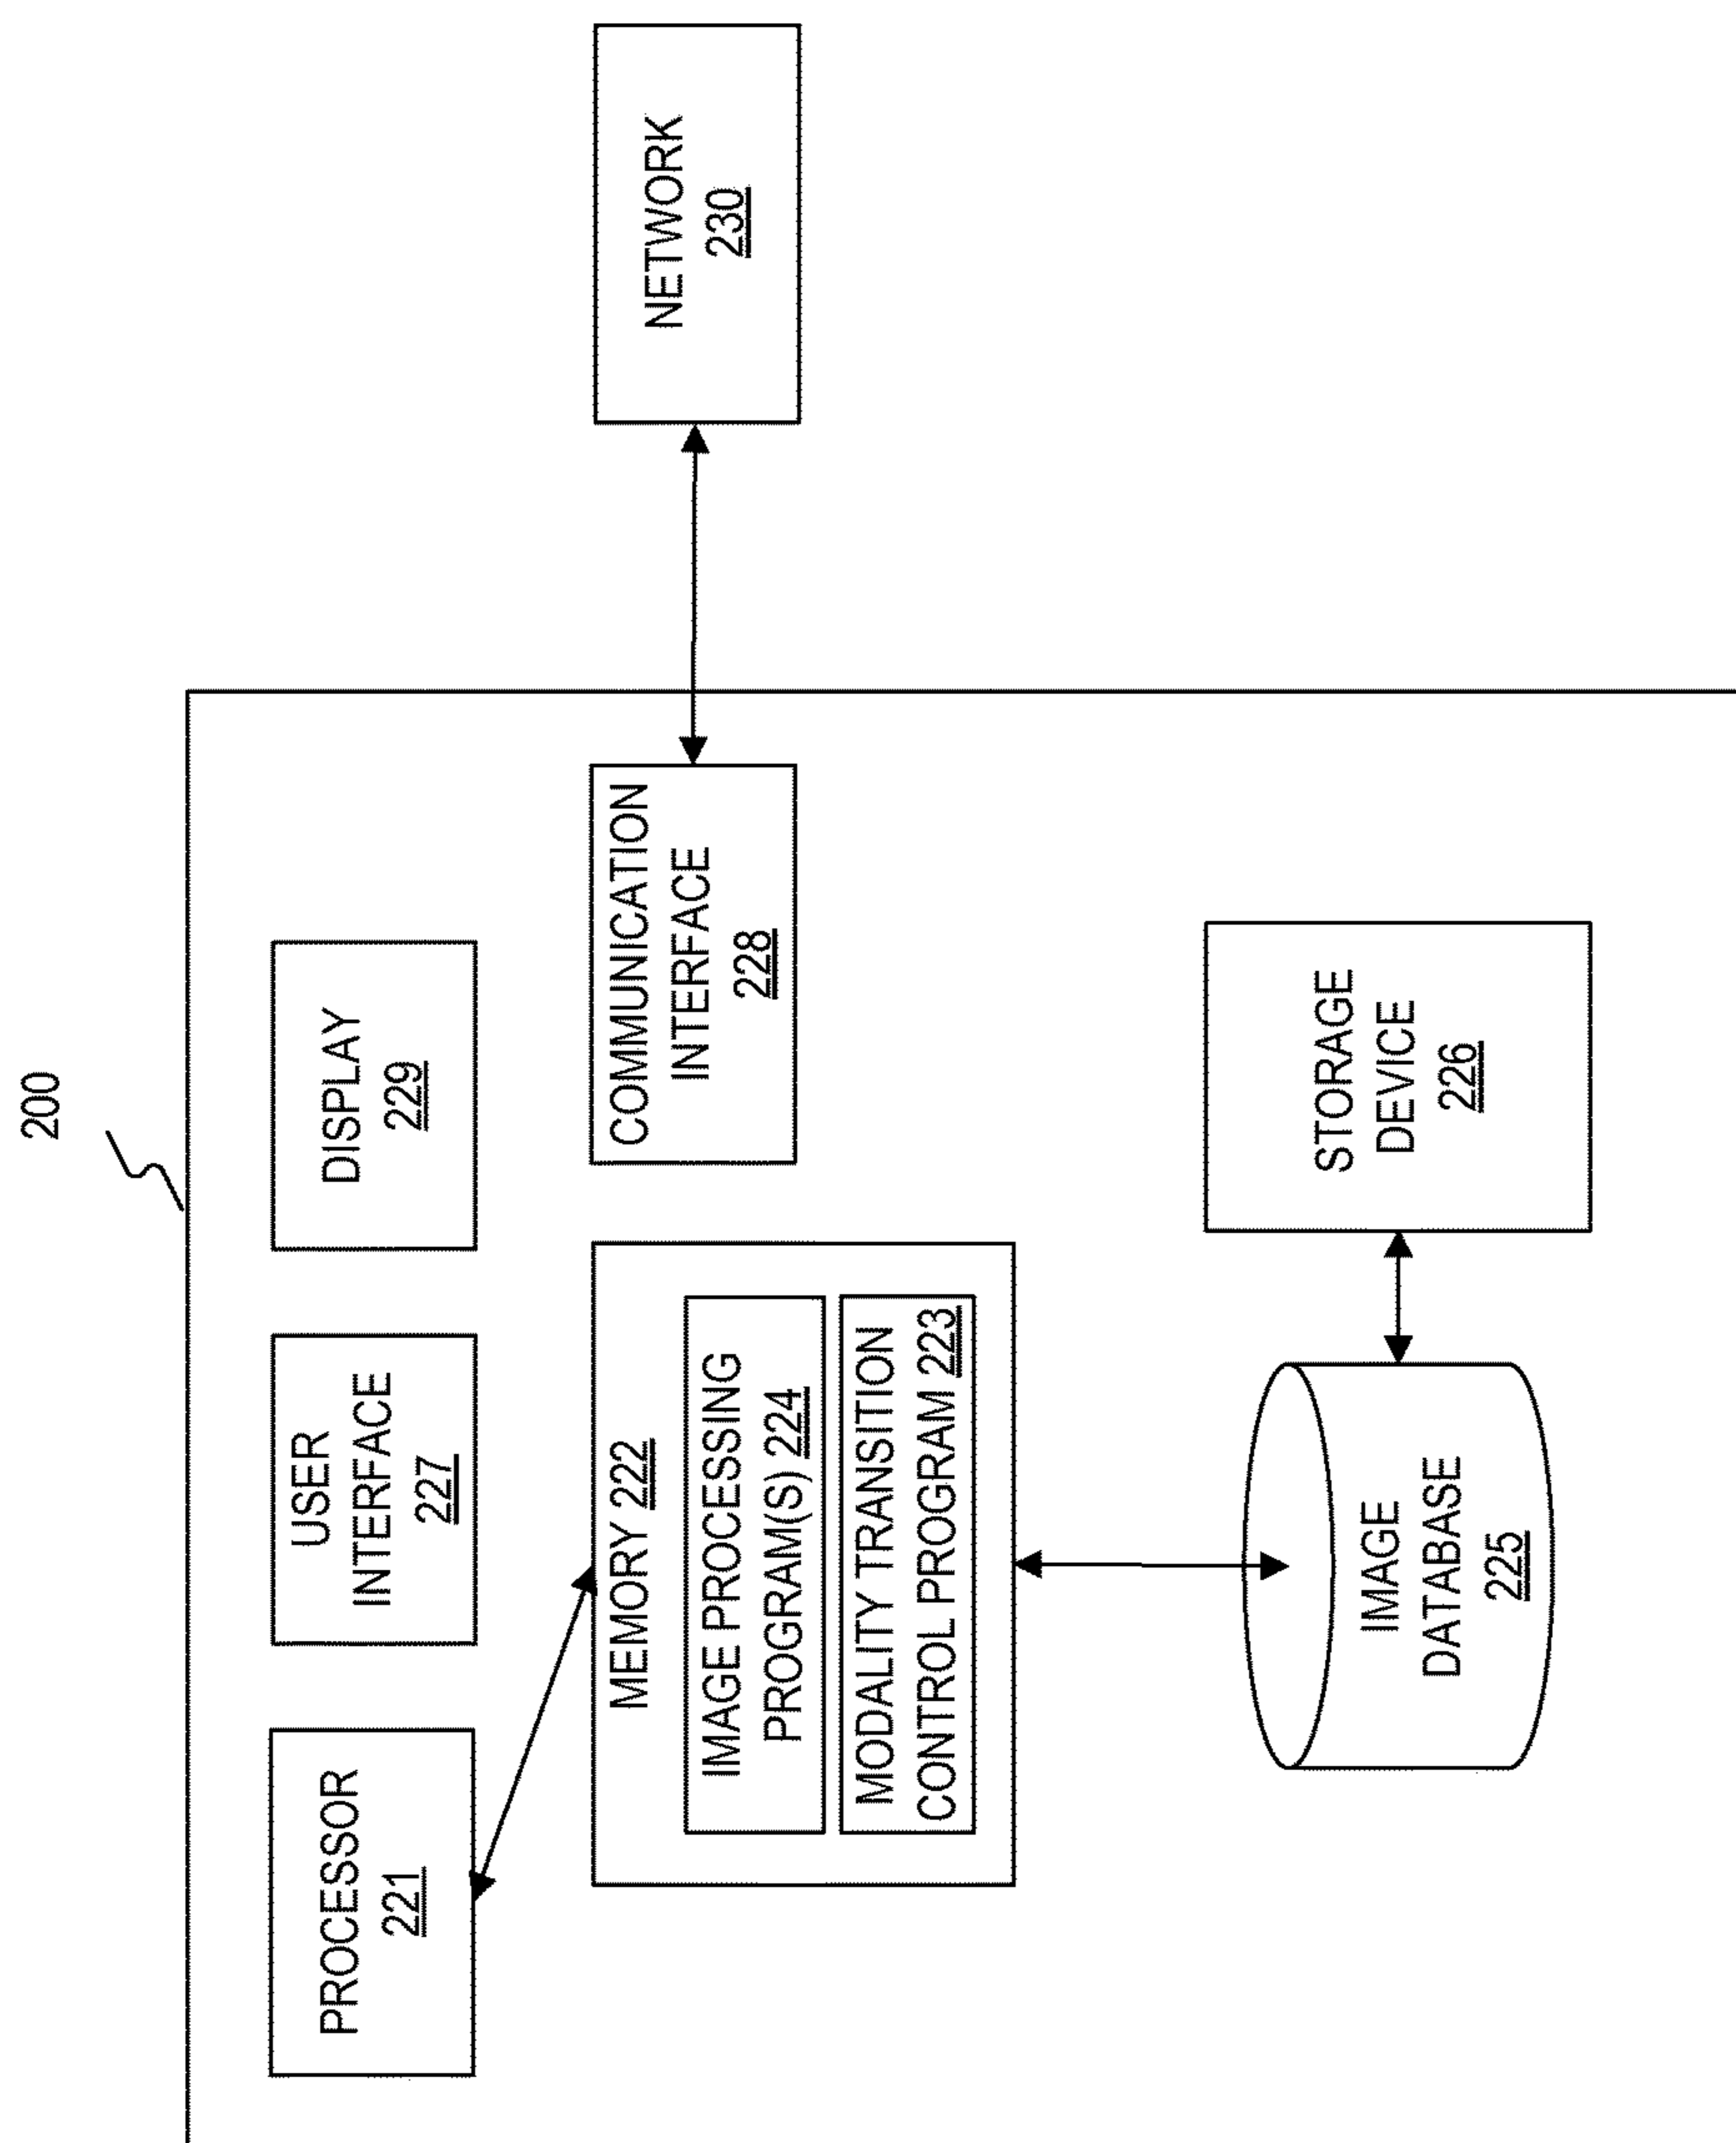 200
PROCESSOR
221
USER
INTERFACE
227
DISPLAY
229
MEMORY 222
IMAGE PROCESSING
PROGRAM(S) 224
MODALITY TRANSITION
CONTROL PROGRAM 223
COMMUNICATION
INTERFACE
228
NETWORK
230
IMAGE
DATABASE
225
STORAGE
DEVICE
226